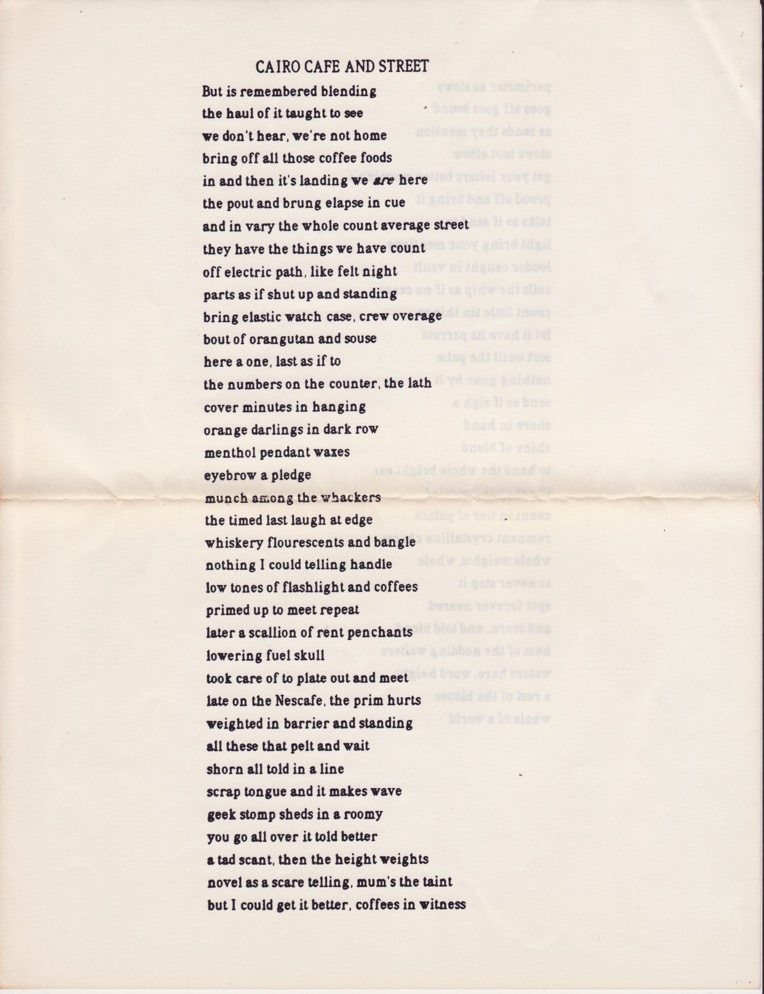 CAIRO CAFE AND STREET
But is remembered blending
the haul of it taught to see
we don't hear, we're not home
bring off all those coffee foods
in and then it's landing we are here
the pout and brung elapse in cue
and in vary the whole count average street
they have the things we have count
off electric path, like felt night
parts as if shut up and standing
bring elastic watch case, crew overage
bout of orangutan and souse
here a one, last as if to
the numbers on the counter, the lath
cover minutes in hanging
orange darlings in dark row
menthol pendant waxes
eyebrow a pledge
munch among the whackers
the timed last laugh at edge
whiskery flourescents and bangle
nothing I could telling handle
low tones of flashlight and coffees
primed up to meet repeat
later a scallion of rent penchants
lowering fuel skull
took care of to plate out and meet
late on the Nescafe, the prim hurts
weighted in barrier and standing
all these that pelt and wait
shorn all told in a line
scrap tongue and it makes wave
geek stomp sheds in a roomy
you go all over it told better
a tad scant, then the height weights
novel as a scare telling, mum's the taint
but I could get it better, coffees in witness